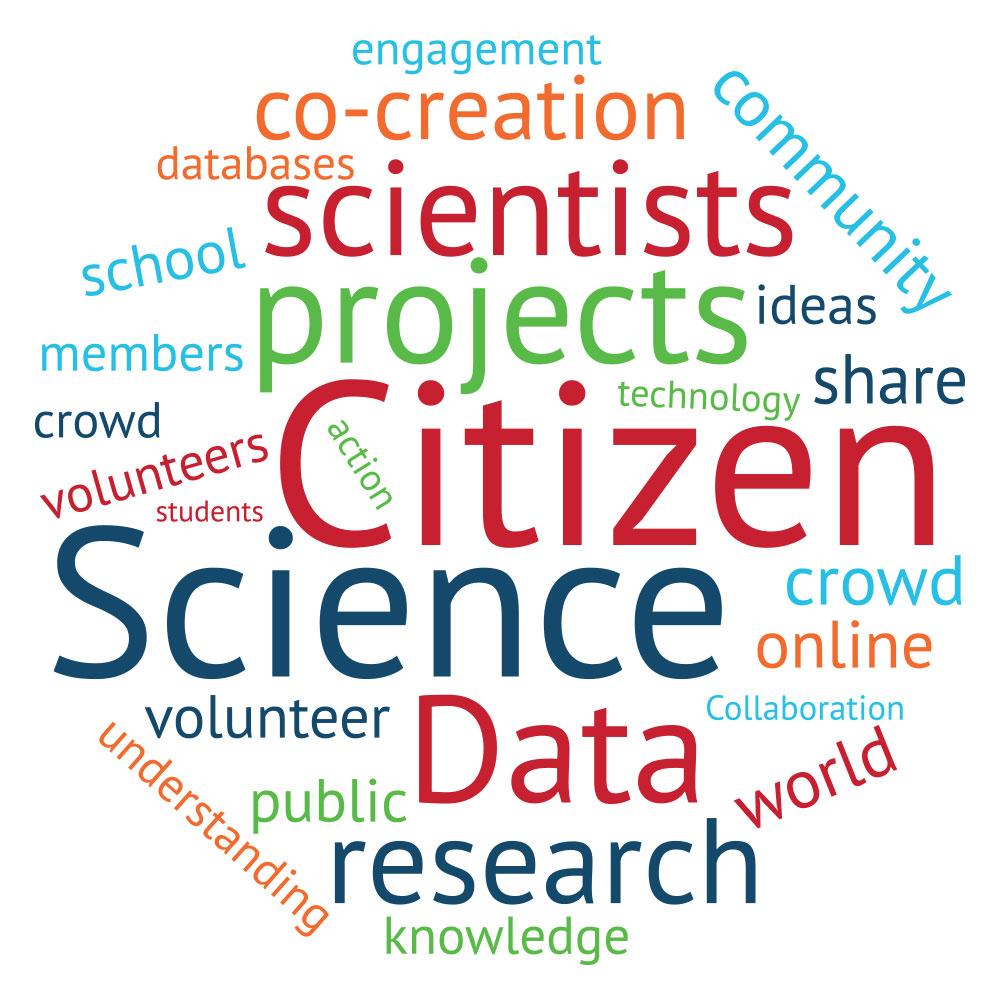 engagement
co-creation
community
databases
scientists
school
projects
ideas
members
technology
share
crowd
Citizen
action
volunteers
students
Science
crowd
online
volunteer
Data
Collaboration
understanding
public
world
research
knowledge